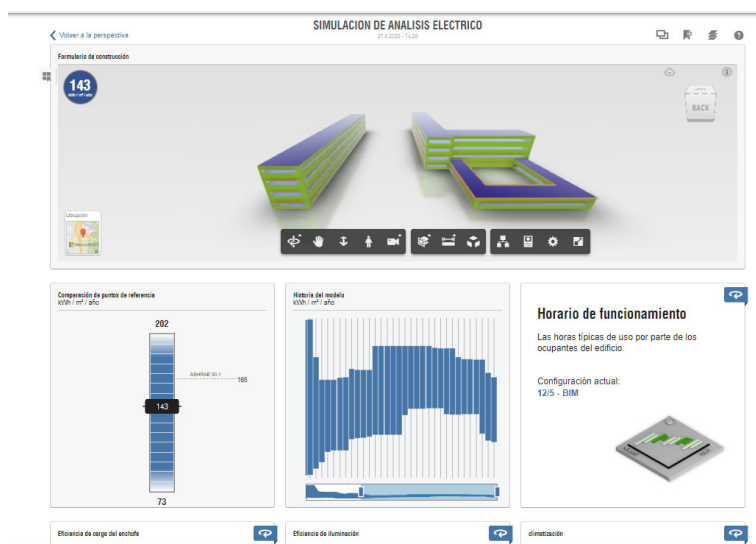 SIMULACION DE ANALISIS ELECTRICO
Volver a la perspectiva
Formulario de construcción
143
kWh / m² / año
BACK
Ubicación
Comparación de puntos de referencia
kWh / m² / año
202
ASHRAE 90.1
165
143
73
Historia del modelo
kWh / m² / año
Horario de funcionamiento
Las horas típicas de uso por parte de los
ocupantes del edificio.
Configuración actual:
12/5 - BIM
Eficiencia de carga del enchufe
Eficiencia de iluminación
climatización